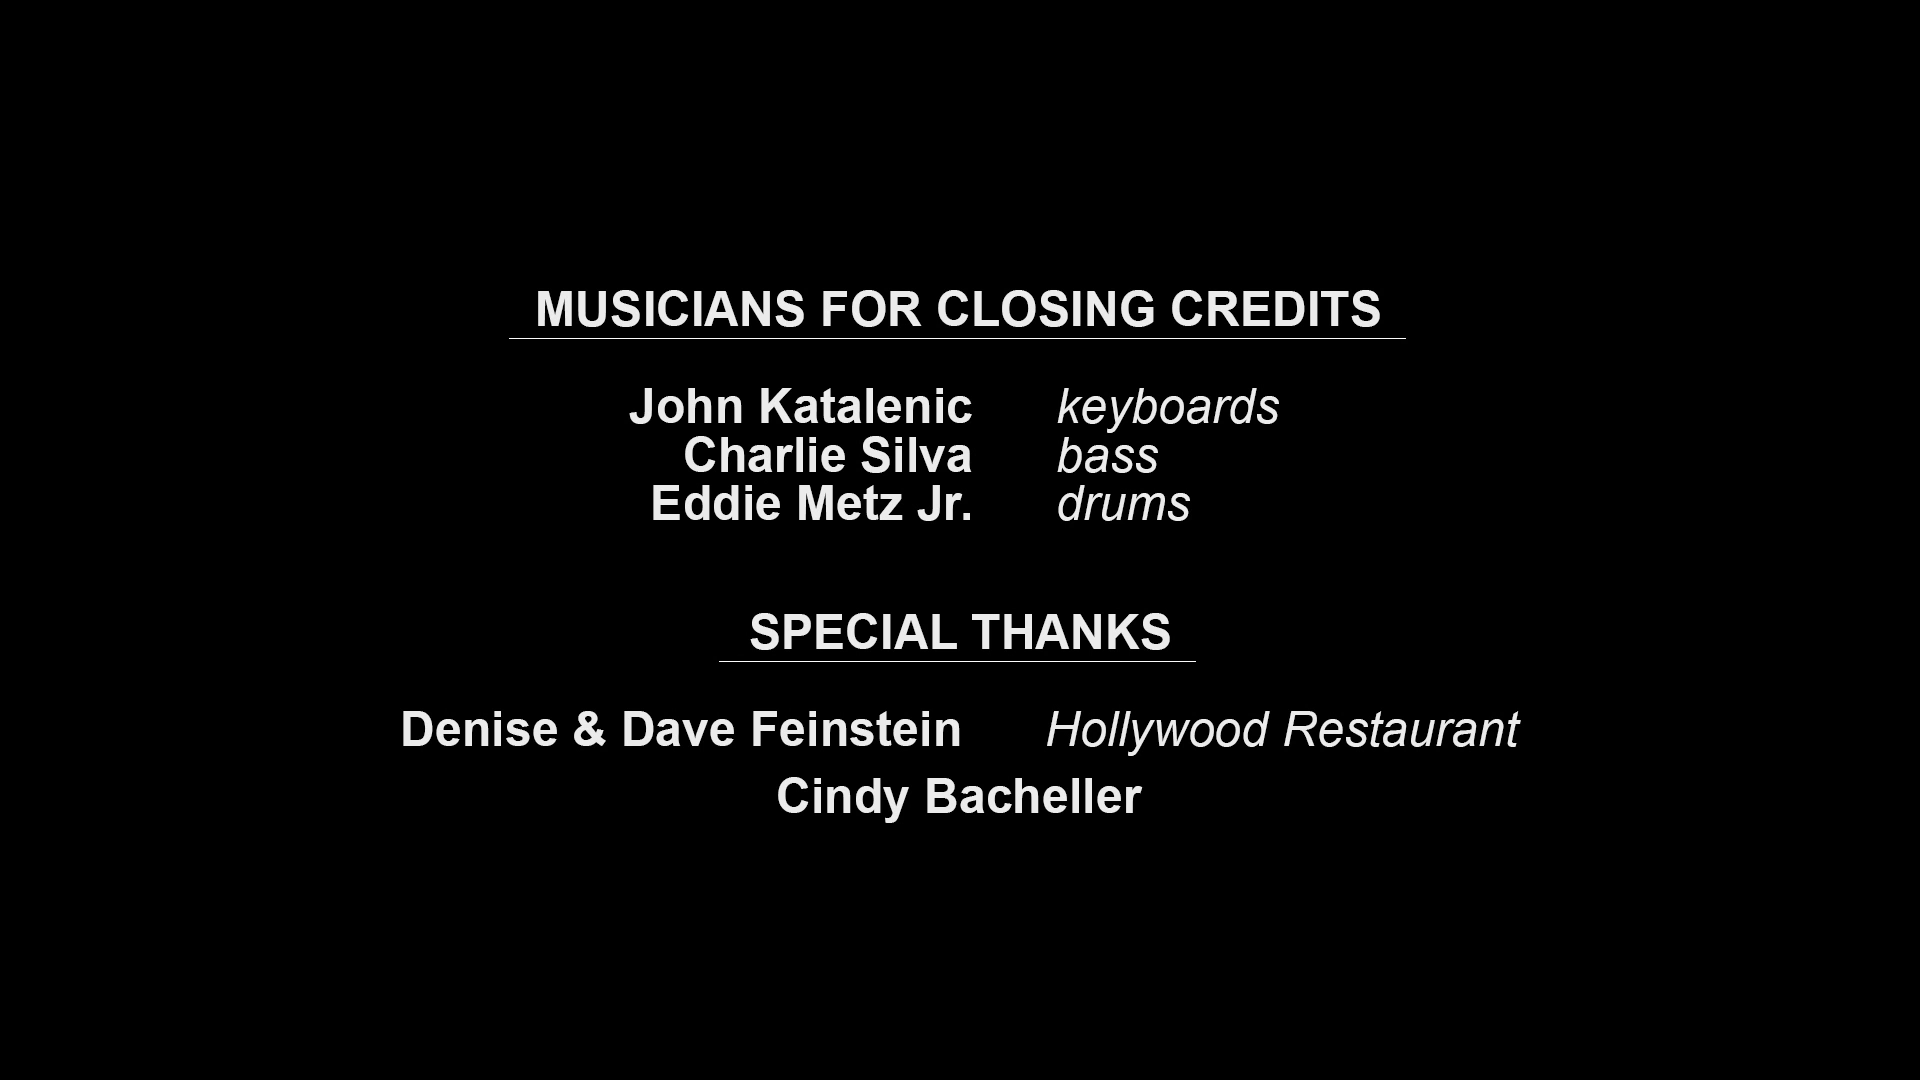 MUSICIANS FOR CLOSING CREDITS
John Katalenic keyboards
Charlie Silva bass
Eddie Metz Jr. drums
SPECIAL THANKS
Denise & Dave Feinstein Hollywood Restaurant
Cindy Bacheller